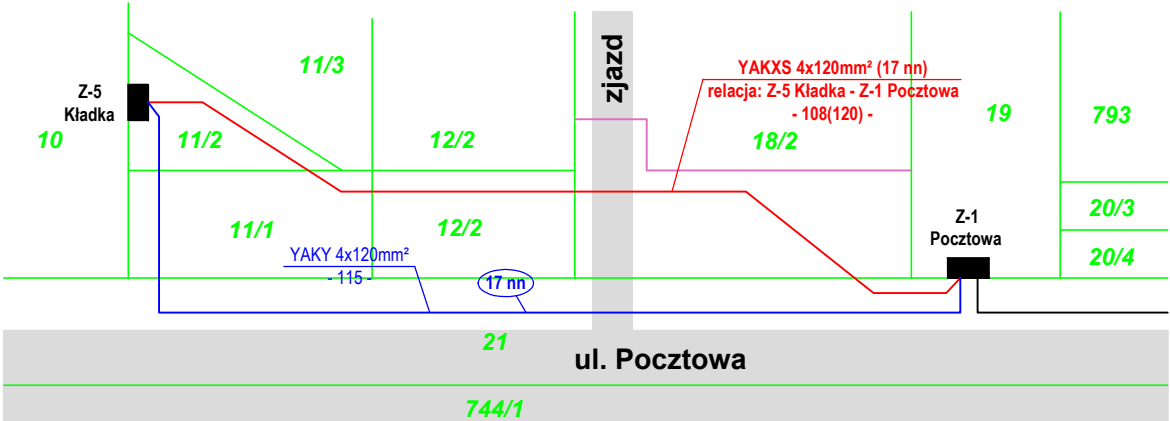 11/3
zjazd
YAKXS 4x120mm² (17 nn)
relacja: Z-5 Kładka - Z-1 Pocztowa
- 108(120) -
Z-5
Kładka
10
11/2
12/2
18/2
19
793
11/1
12/2
Z-1
Pocztowa
20/3
20/4
YAKY 4x120mm²
- 115 -
17 nn
21
ul. Pocztowa
744/1